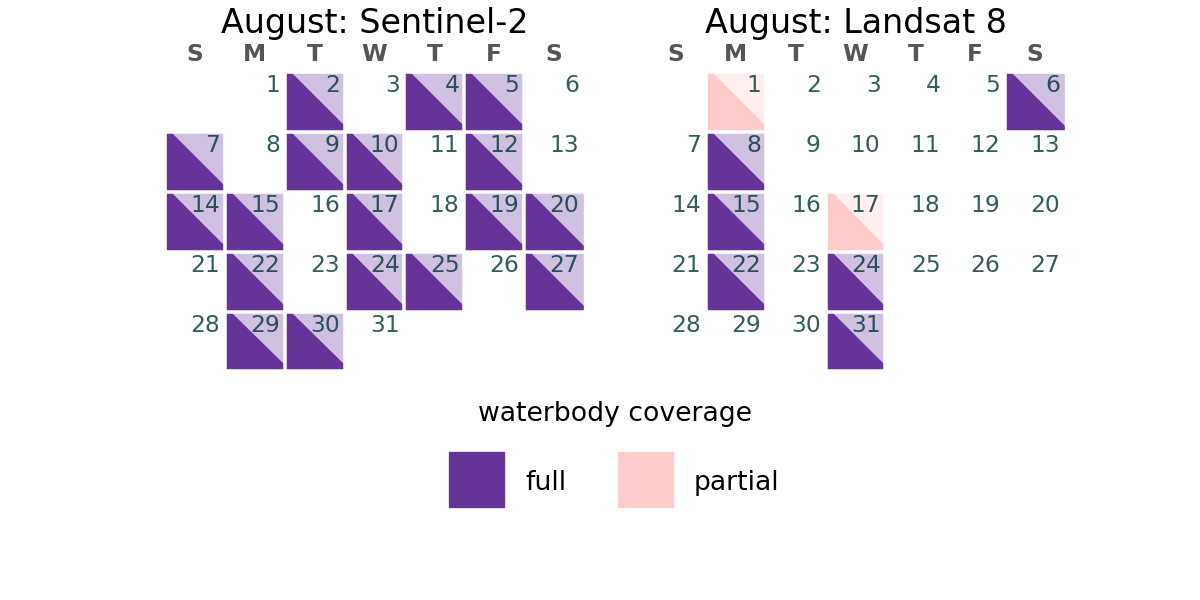 August: Sentinel-2
S M T W T F S
1 2 3 4 5 6
7 8 9 10 11 12 13
14 15 16 17 18 19 20
21 22 23 24 25 26 27
28 29 30 31
August: Landsat 8
S M T W T F S
1 2 3 4 5 6
7 8 9 10 11 12 13
14 15 16 17 18 19 20
21 22 23 24 25 26 27
28 29 30 31
waterbody coverage
full partial